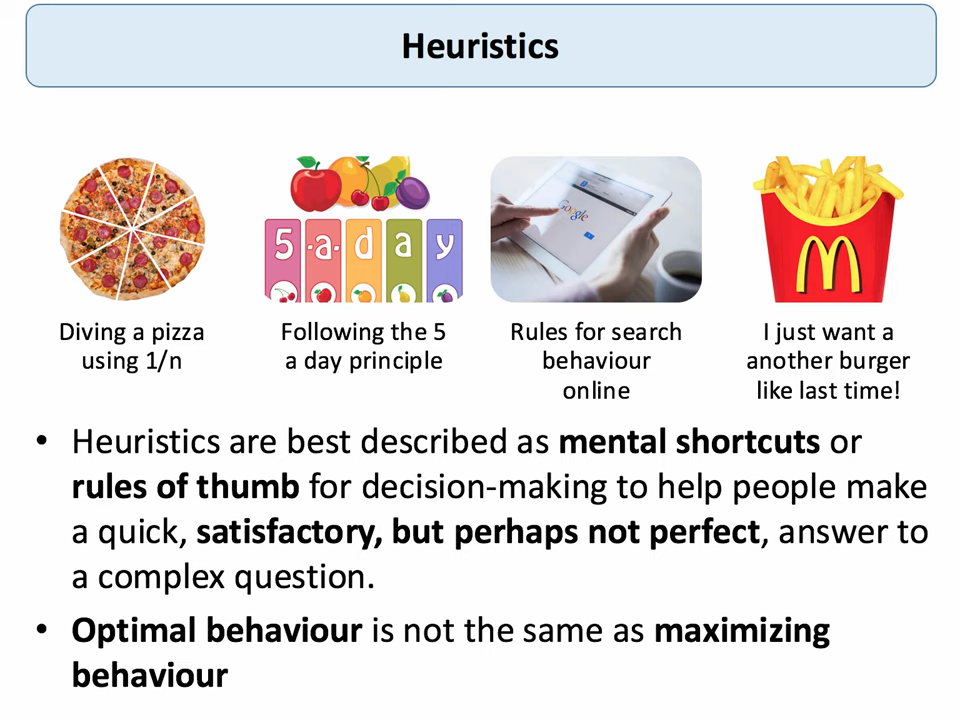 Heuristics
5-a-day
Google
M
Diving a pizza
using 1/n
Following the 5
a day principle
Rules for search
behaviour
online
I just want a
another burger
like last time!
• Heuristics are best described as mental shortcuts or
rules of thumb for decision-making to help people make
a quick, satisfactory, but perhaps not perfect, answer to
a complex question.
• Optimal behaviour is not the same as maximizing
behaviour